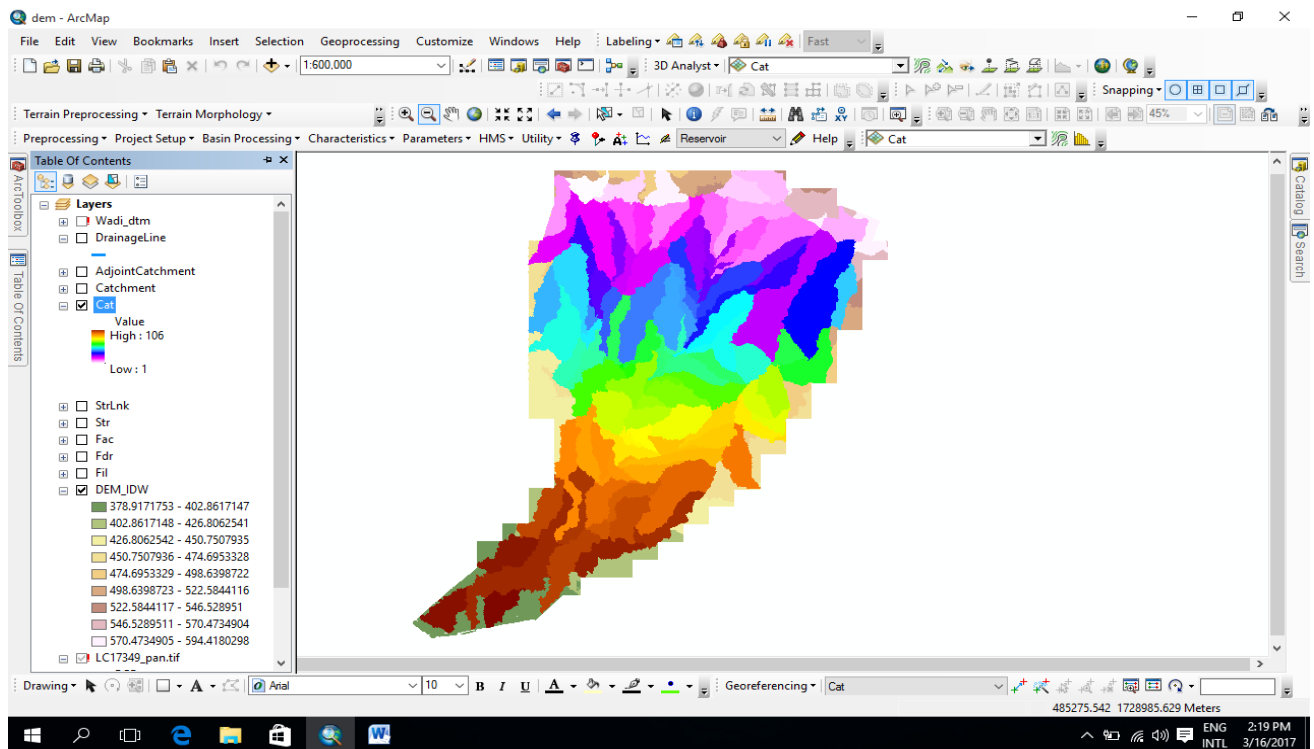 dem - ArcMap
File Edit View Bookmarks Insert Selection Geoprocessing Customize Windows Help Labeling Fast
1:600,000 3D Analyst Cat
Snapping
Terrain Preprocessing Terrain Morphology 45%
Preprocessing Project Setup Basin Processing Characteristics Parameters HMS Utility Reservoir Help Cat
Table Of Contents
ArcToolbox
Table Of Contents
Layers
Wadi_dtm
DrainageLine
AdjointCatchment
Catchment
Cat
Value
High : 106
Low : 1
StrLnk
Str
Fac
Fdr
Fil
DEM_IDW
378.9171753 - 402.8617147
402.8617148 - 426.8062541
426.8062542 - 450.7507935
450.7507936 - 474.6953328
474.6953329 - 498.6398722
498.6398723 - 522.5844116
522.5844117 - 546.528951
546.5289511 - 570.4734904
570.4734905 - 594.4180298
LC17349_pan.tif
Catalog
Search
Drawing A Arial 10 B I U A Georeferencing Cat
485275.542 1728985.629 Meters
ENG
INTL
2:19 PM
3/16/2017